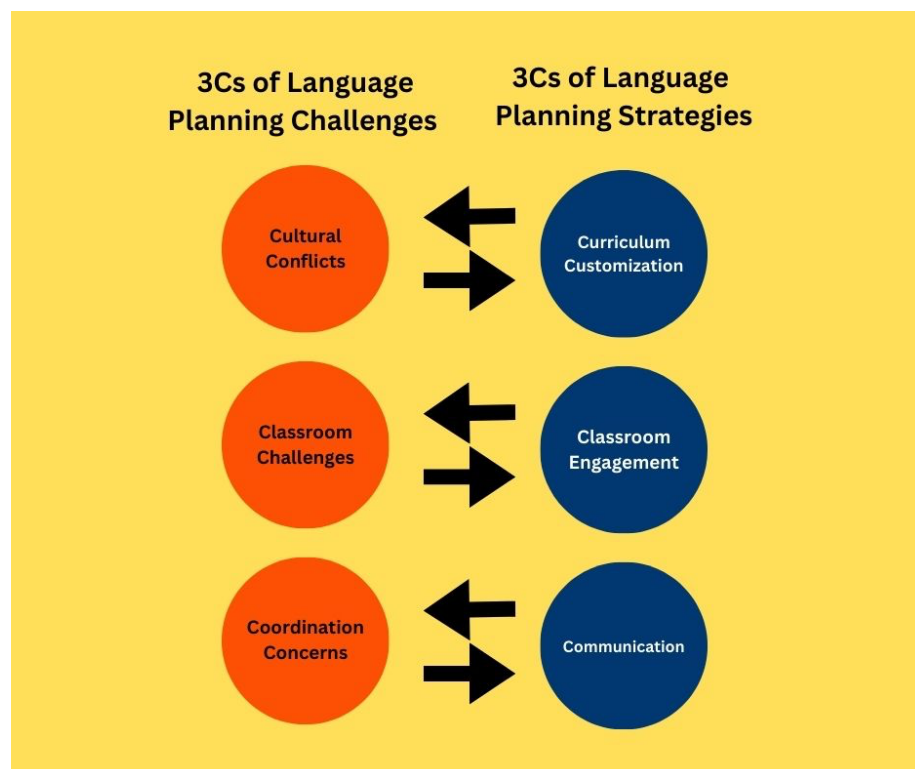 3Cs of Language
Planning Challenges
3Cs of Language
Planning Strategies
Cultural
Conflicts
Curriculum
Customization
Classroom
Challenges
Classroom
Engagement
Coordination
Concerns
Communication